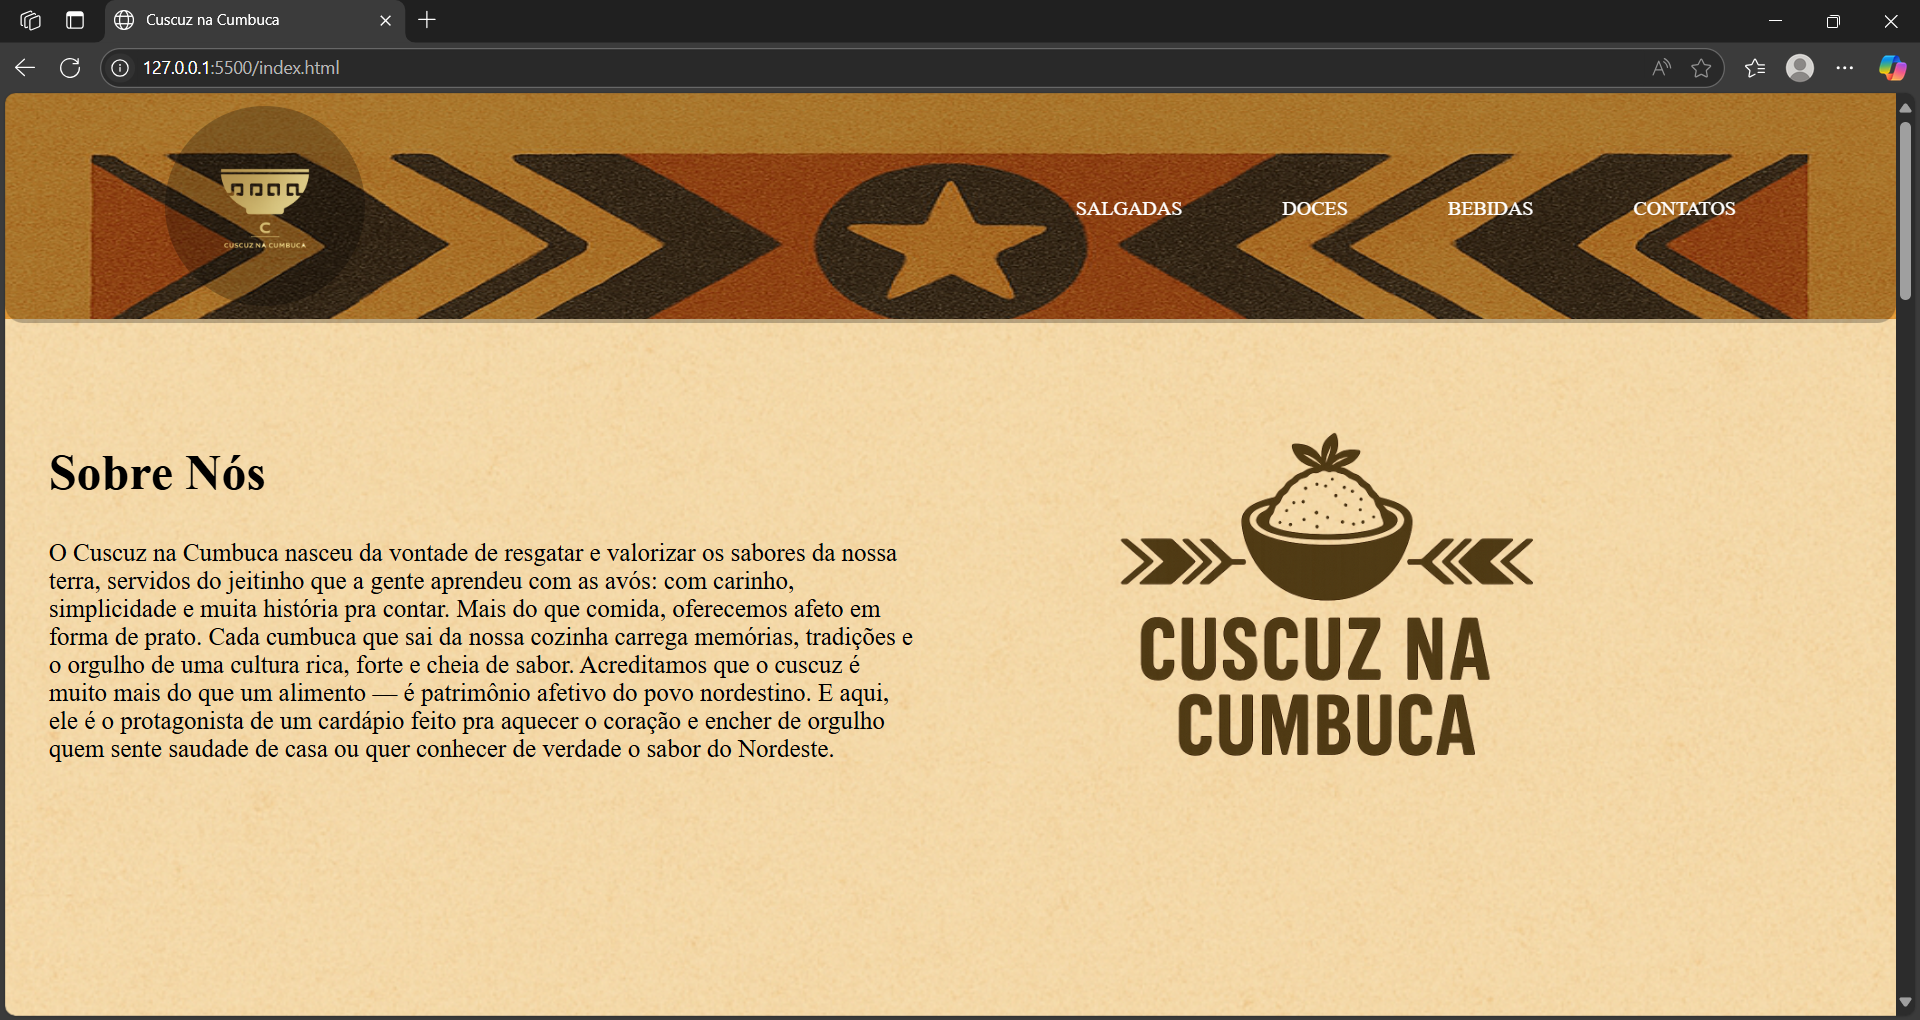 Cuscuz na Cumbuca
127.0.0.1:5500/index.html
C
CUSCUZ NA CUMBUCA
SALGADAS DOCES BEBIDAS CONTATOS
Sobre Nós
O Cuscuz na Cumbuca nasceu da vontade de resgatar e valorizar os sabores da nossa
terra, servidos do jeitinho que a gente aprendeu com as avós: com carinho,
simplicidade e muita história pra contar. Mais do que comida, oferecemos afeto em
forma de prato. Cada cumbuca que sai da nossa cozinha carrega memórias, tradições e
o orgulho de uma cultura rica, forte e cheia de sabor. Acreditamos que o cuscuz é
muito mais do que um alimento — é patrimônio afetivo do povo nordestino. E aqui,
ele é o protagonista de um cardápio feito pra aquecer o coração e encher de orgulho
quem sente saudade de casa ou quer conhecer de verdade o sabor do Nordeste.
CUSCUZ NA
CUMBUCA